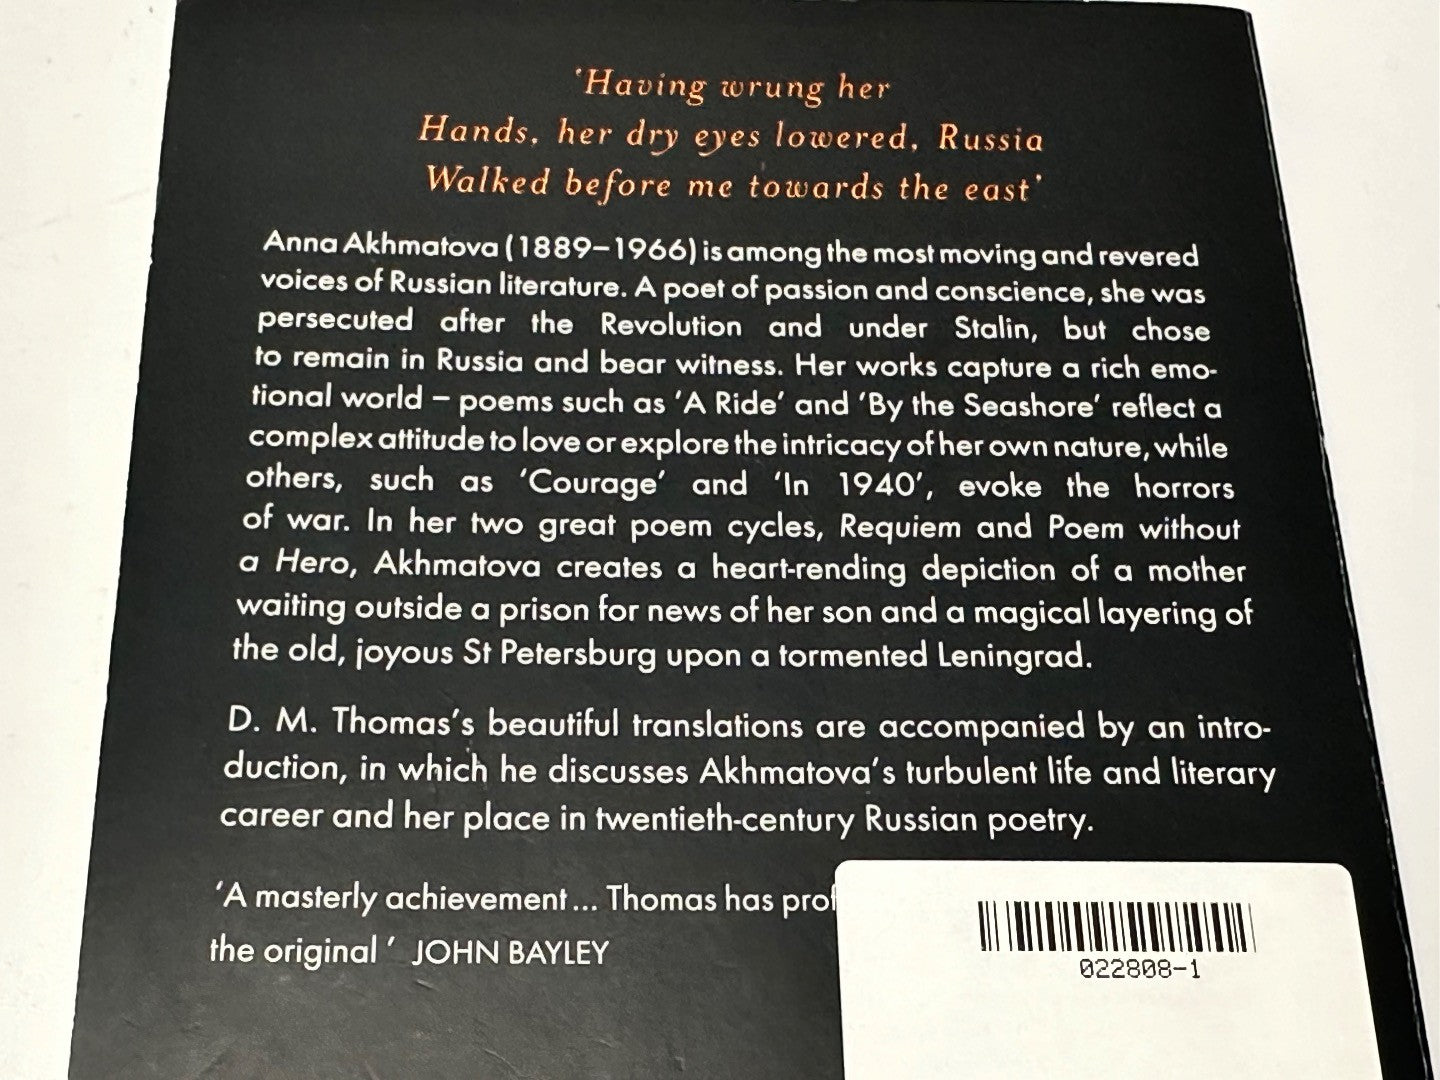 'Having wrung her
Hands, her dry eyes lowered, Russia
Walked before me towards the east'
Anna Akhmatova (1889–1966) is among the most moving and revered
voices of Russian literature. A poet of passion and conscience, she was
persecuted after the Revolution and under Stalin, but chose
to remain in Russia and bear witness. Her works capture a rich emo-
tional world – poems such as 'A Ride' and 'By the Seashore' reflect a
complex attitude to love or explore the intricacy of her own nature, while
others, such as 'Courage' and 'In 1940', evoke the horrors
of war. In her two great poem cycles, Requiem and Poem without
a Hero, Akhmatova creates a heart-rending depiction of a mother
waiting outside a prison for news of her son and a magical layering of
the old, joyous St Petersburg upon a tormented Leningrad.
D. M. Thomas's beautiful translations are accompanied by an intro-
duction, in which he discusses Akhmatova's turbulent life and literary
career and her place in twentieth-century Russian poetry.
'A masterly achievement... Thomas has
the original ' JOHN BAYLEY
022808-1